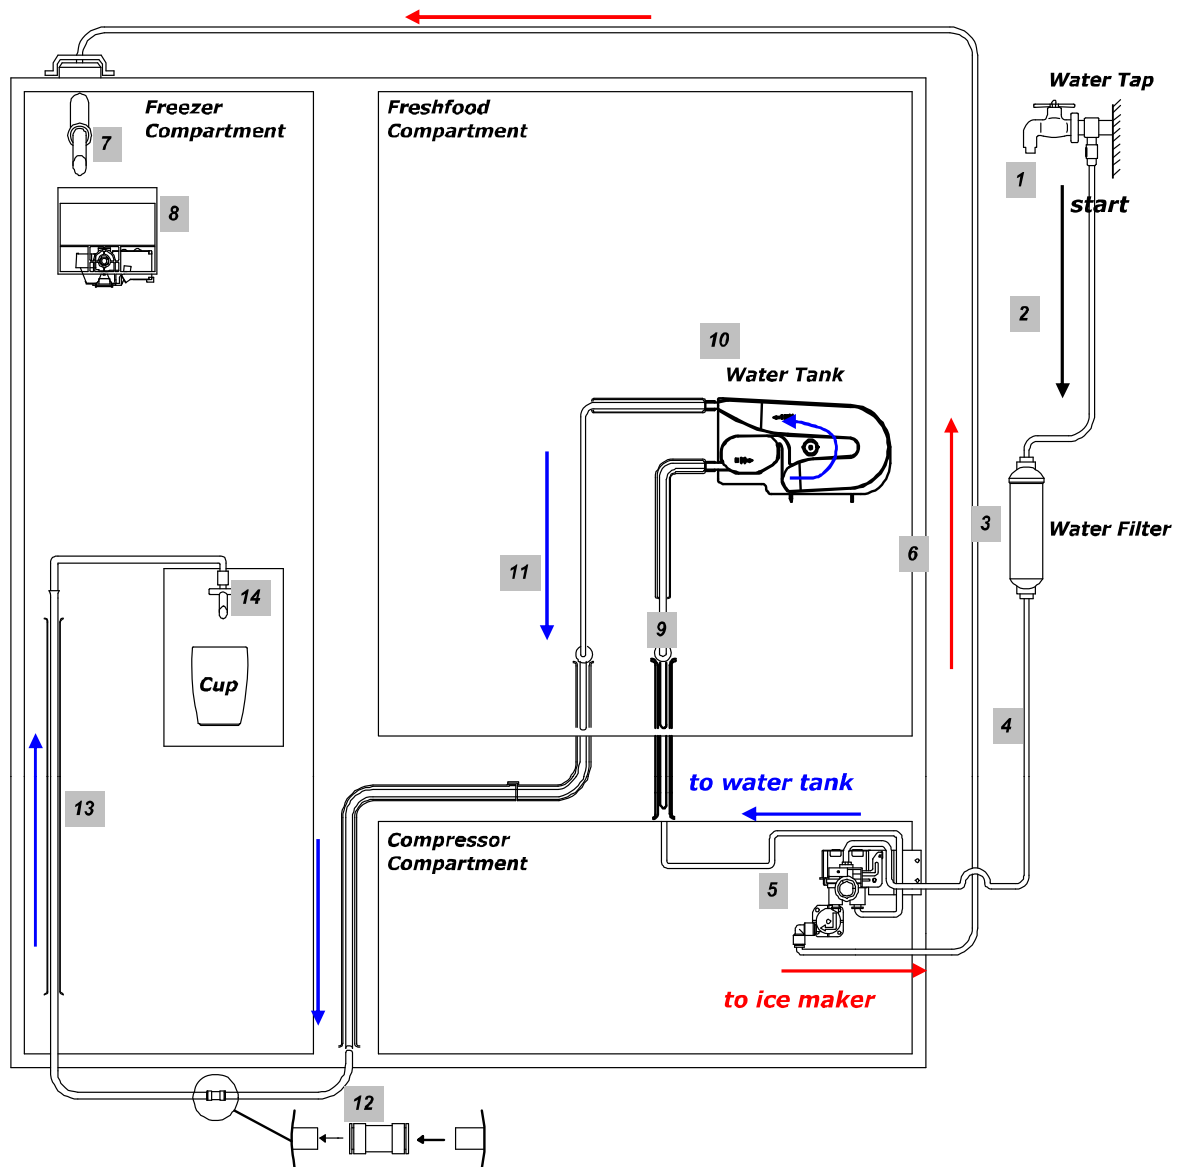 Water Tap
Freezer
Compartment
Freshfood
Compartment
7
1
8
start
2
10
Water Tank
3
Water Filter
6
11
14
9
Cup
4
to water tank
13
Compressor
Compartment
5
to ice maker
12